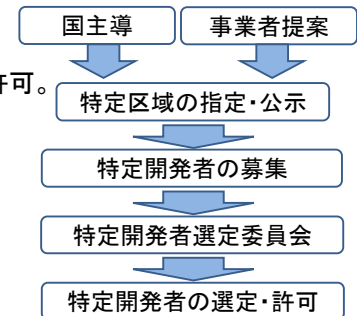 国主導
事業者提案
許可。
特定区域の指定・公示
特定開発者の募集
特定開発者選定委員会
特定開発者の選定・許可